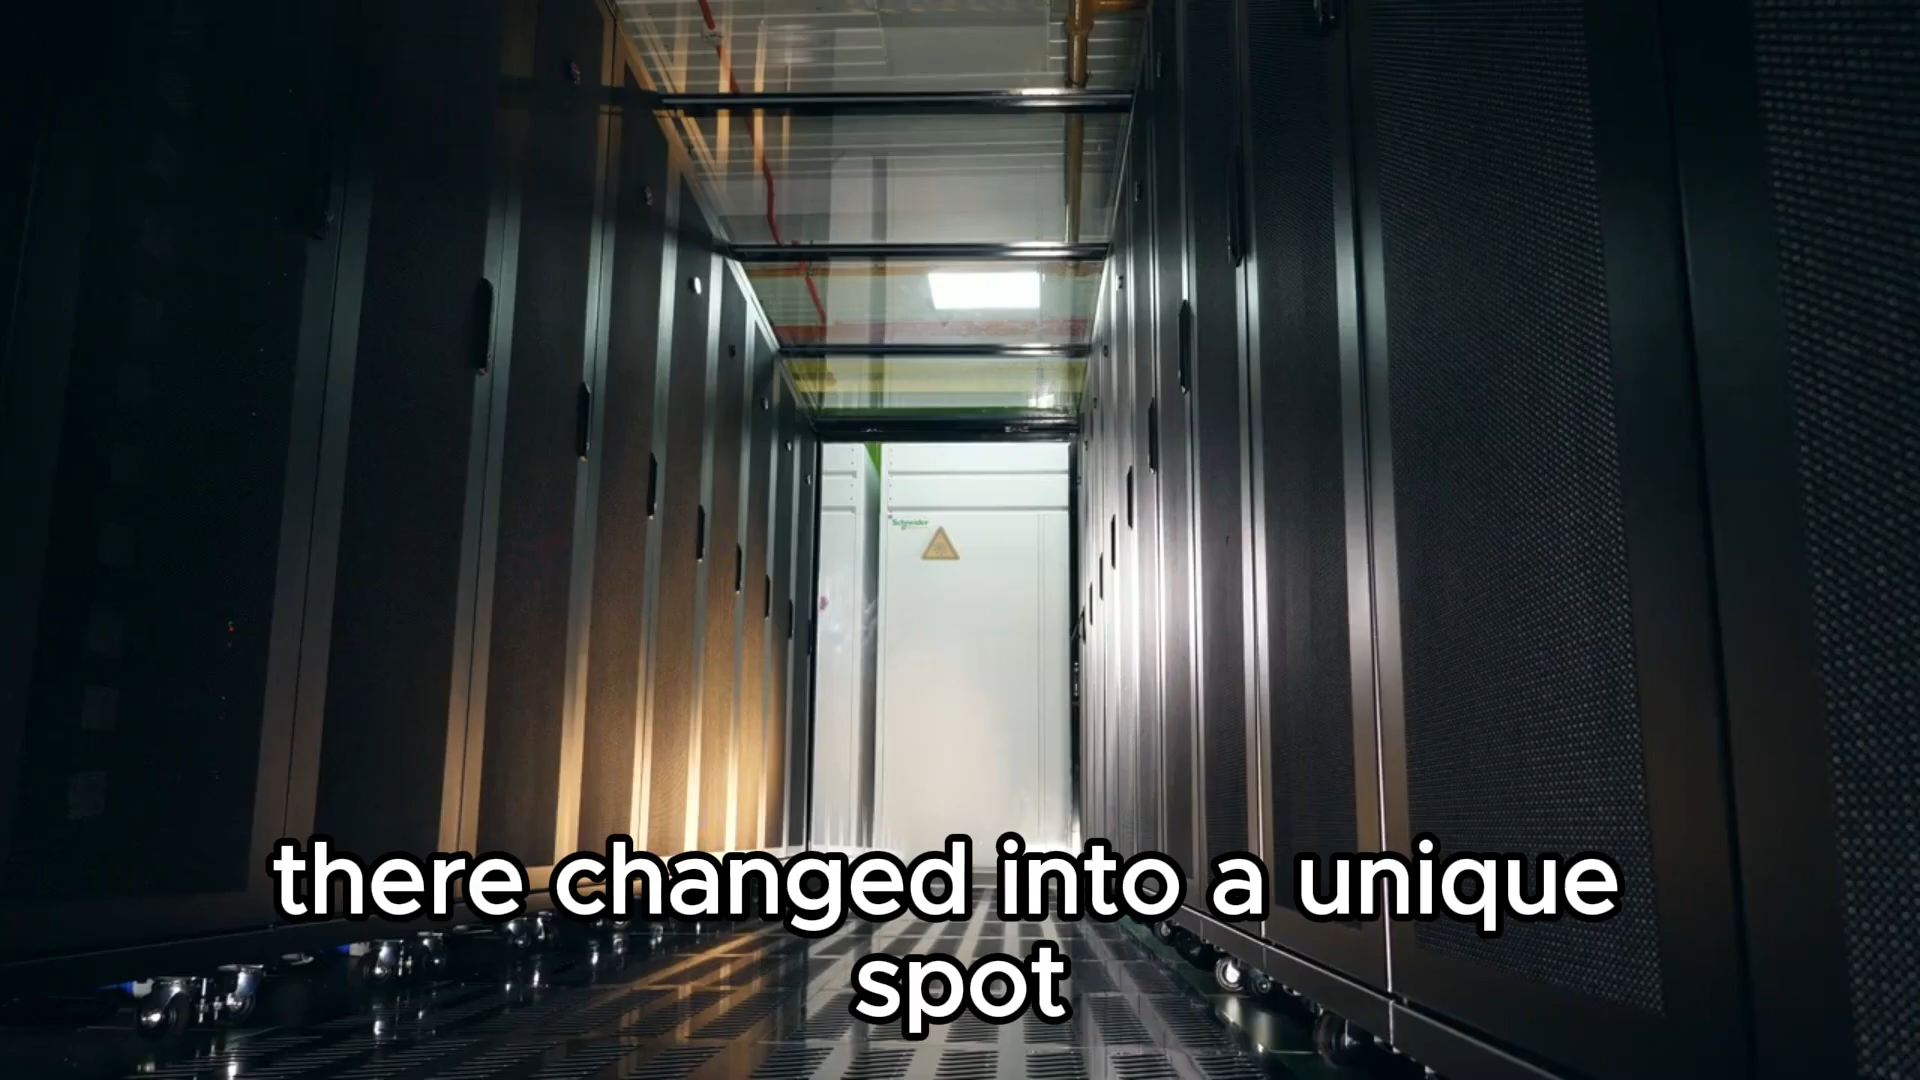 Schneider
there changed into a unique
spot